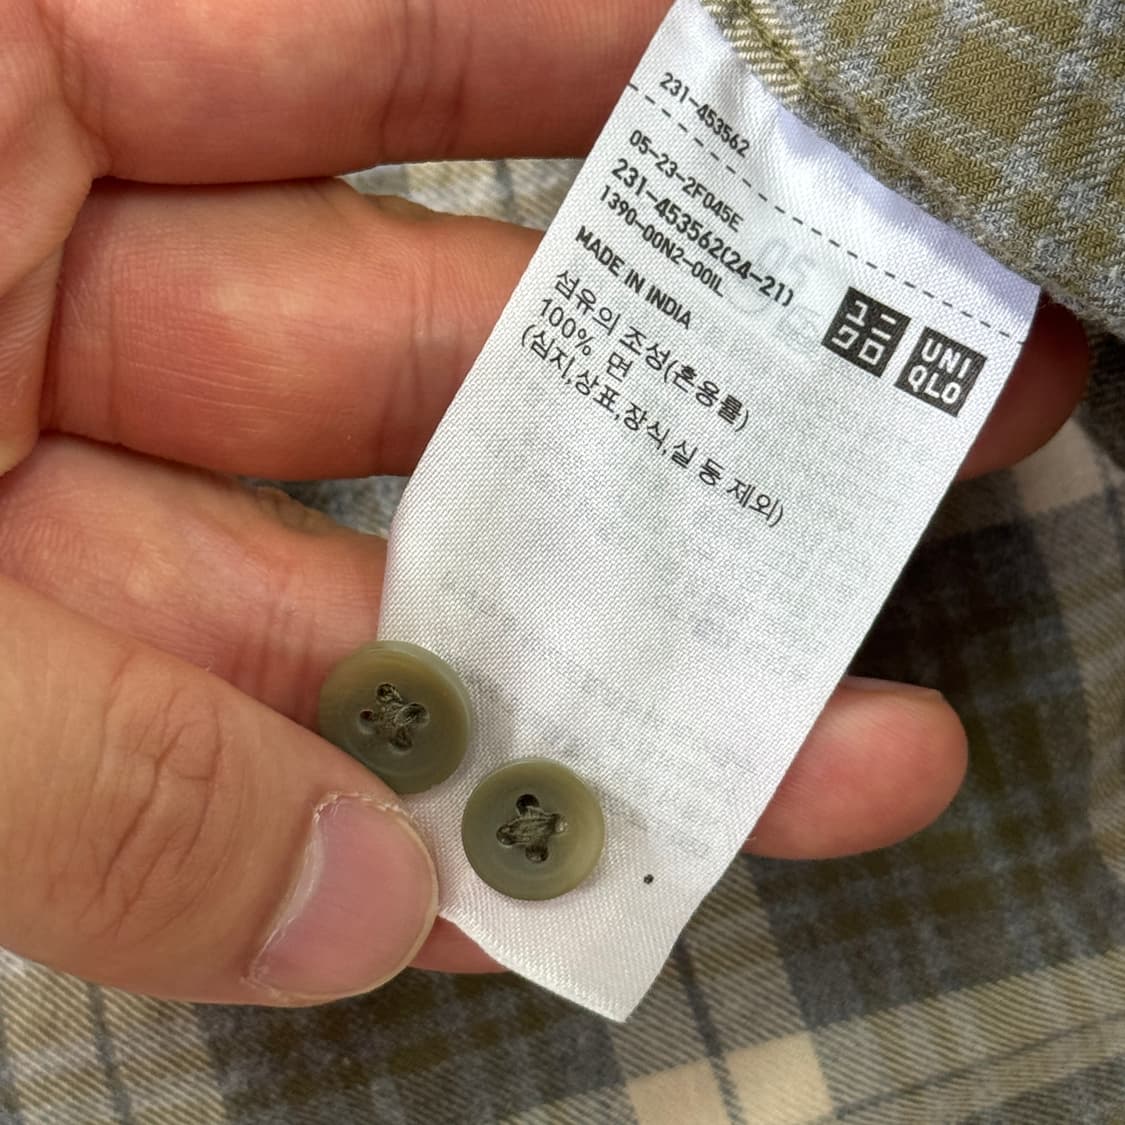 231-453562
05-23-2F045E
231-453562(24-21)
1390-00N2-00IL
MADE IN INDIA
섬유의 조성(혼용률)
100% 면
(심지,상표,장식,실 등 제외)
ユニ
クロ
UNI
QLO